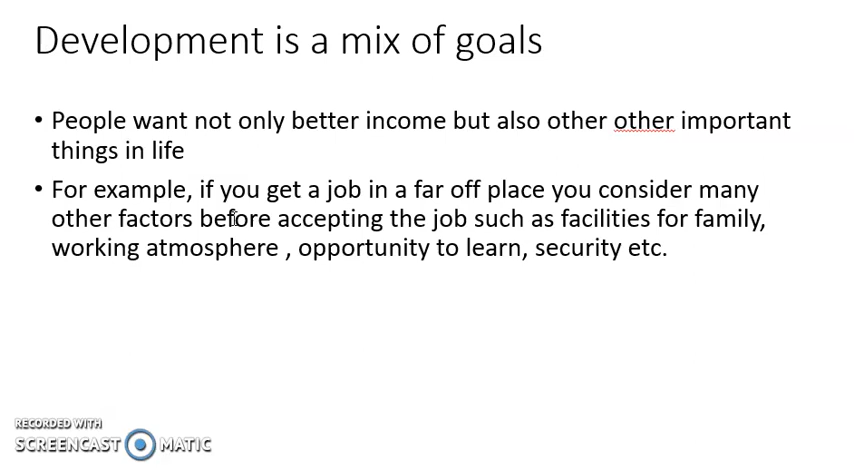 Development is a mix of goals
• People want not only better income but also other other important
things in life
• For example, if you get a job in a far off place you consider many
other factors before accepting the job such as facilities for family,
working atmosphere , opportunity to learn, security etc.
RECORDED WITH
SCREENCAST MATIC